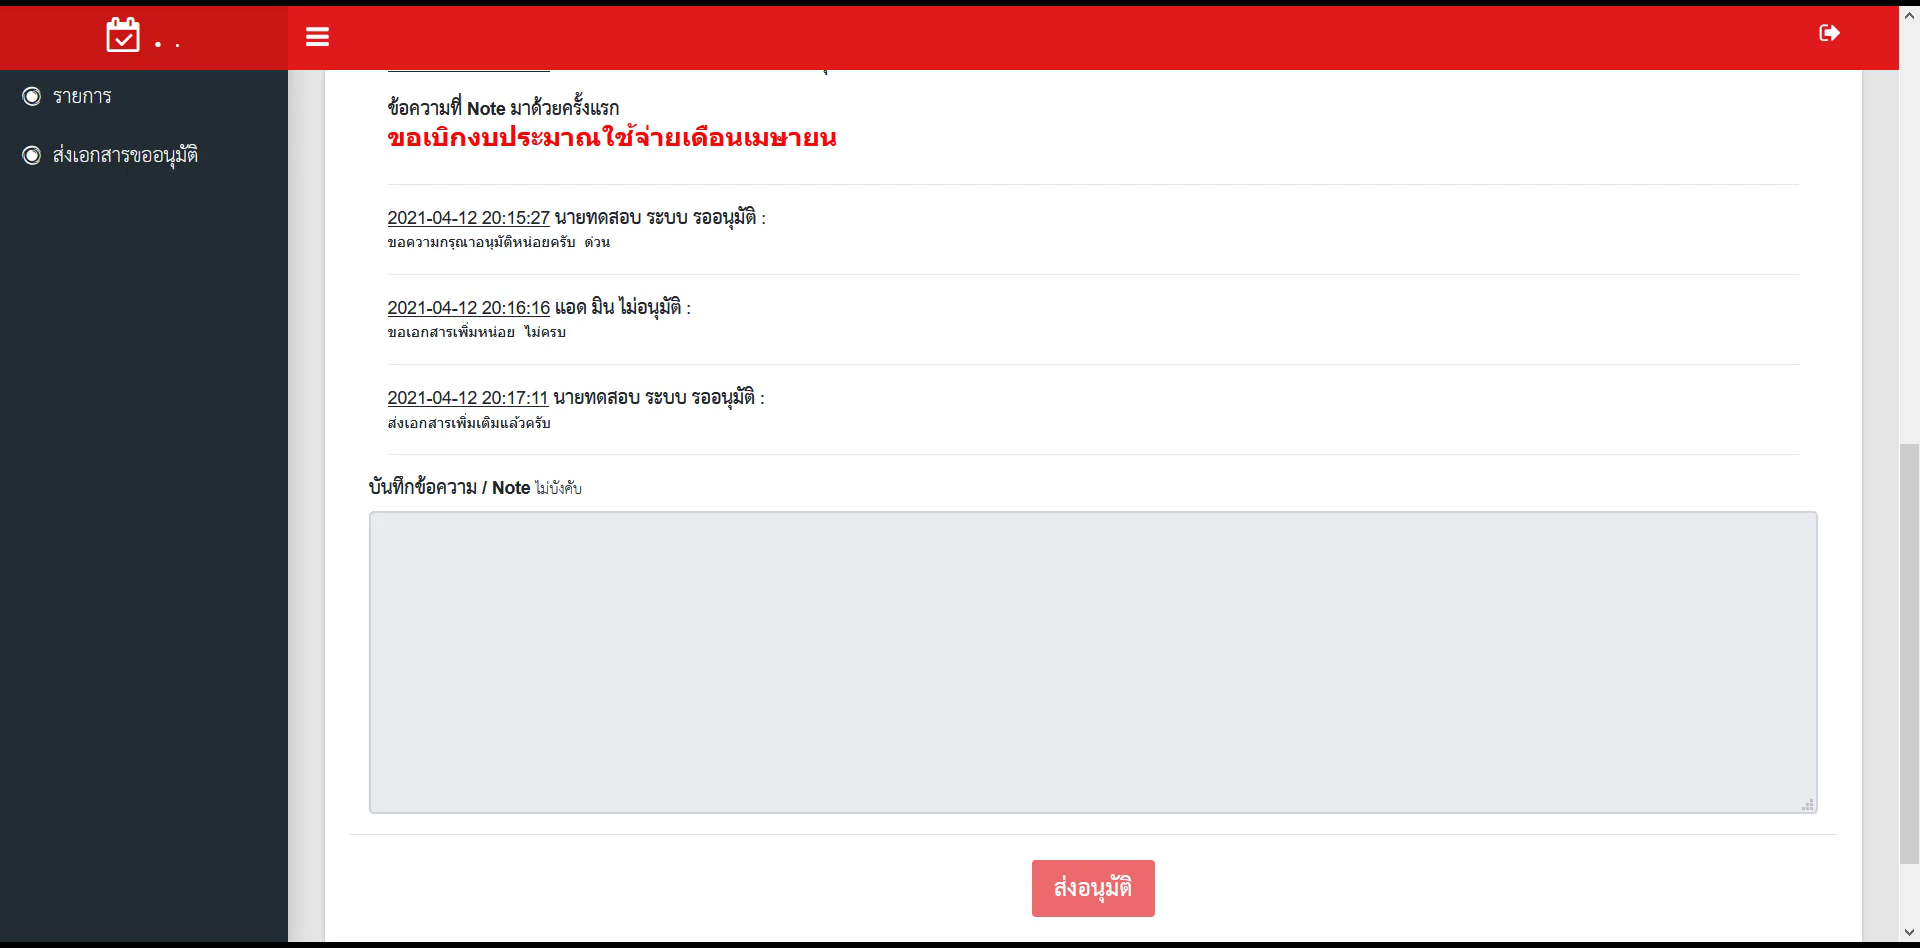 รายการ
ส่งเอกสารขออนุมัติ
ข้อความที่ Note มาด้วยครั้งแรก
ขอเบิกงบประมาณใช้จ่ายเดือนเมษายน
2021-04-12 20:15:27 นายทดสอบ ระบบ รออนุมัติ :
ขอความกรุณาอนุมัติหน่อยครับ ด่วน
2021-04-12 20:16:16 แอด มิน ไม่อนุมัติ :
ขอเอกสารเพิ่มหน่อย ไม่ครบ
2021-04-12 20:17:11 นายทดสอบ ระบบ รออนุมัติ :
ส่งเอกสารเพิ่มเติมแล้วครับ
บันทึกข้อความ / Note ไม่บังคับ
ส่งอนุมัติ